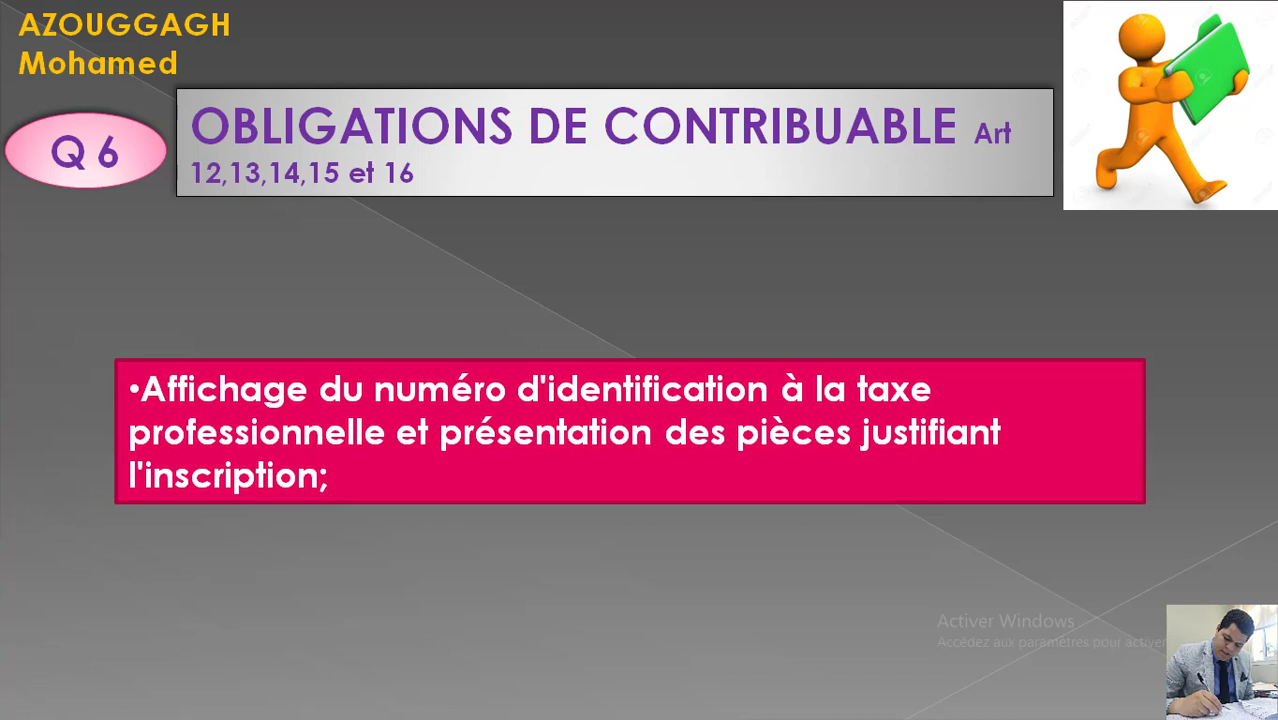 AZOUGGAGH
Mohamed
Q 6
OBLIGATIONS DE CONTRIBUABLE Art
12,13,14,15 et 16
•Affichage du numéro d'identification à la taxe
professionnelle et présentation des pièces justifiant
l'inscription;
Activer Windows
Accédez aux paramètres pour activer